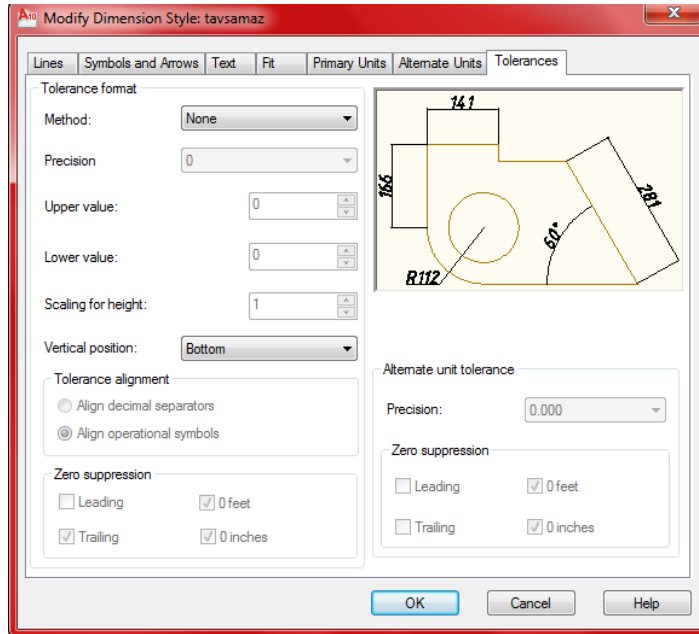 A10 Modify Dimension Style: tavsamaz
Lines Symbols and Arrows Text Fit Primary Units Alternate Units Tolerances
Tolerance format
Method: None
Precision 0
Upper value: 0
Lower value: 0
Scaling for height: 1
Vertical position: Bottom
Tolerance alignment
Align decimal separators
Align operational symbols
Zero suppression
Leading 0 feet
Trailing 0 inches
141
166
281
60°
R112
Alternate unit tolerance
Precision: 0.000
Zero suppression
Leading 0 feet
Trailing 0 inches
OK Cancel Help